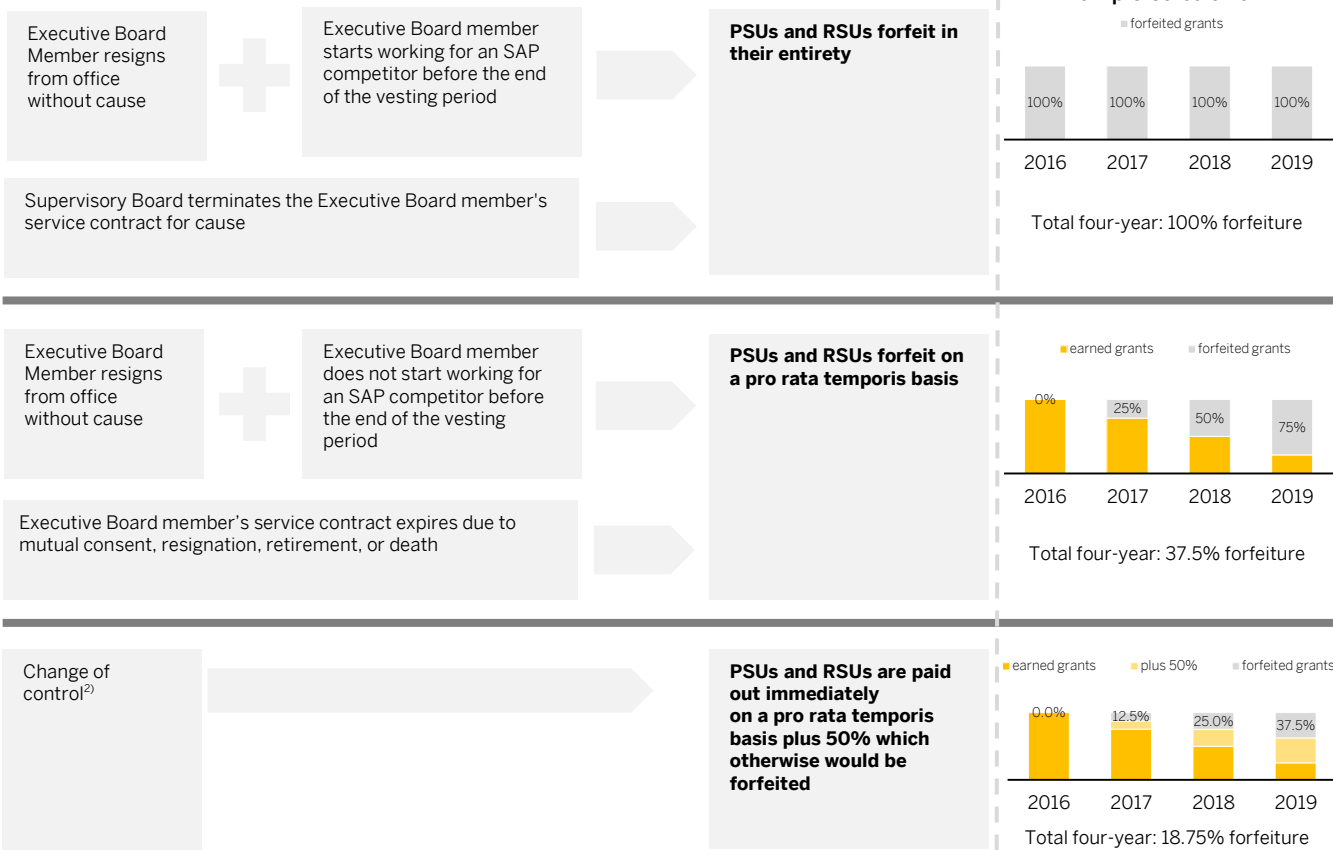 forfeited grants
Executive Board
Member resigns
from office
without cause
Executive Board member
starts working for an SAP
competitor before the end
of the vesting period
PSUs and RSUs forfeit in
their entirety
100% 100% 100% 100%
2016 2017 2018 2019
Supervisory Board terminates the Executive Board member's
service contract for cause
Total four-year: 100% forfeiture
Executive Board
Member resigns
from office
without cause
Executive Board member
does not start working for
an SAP competitor before
the end of the vesting
period
PSUs and RSUs forfeit on
a pro rata temporis basis
earned grants forfeited grants
0% 25% 50% 75%
2016 2017 2018 2019
Executive Board member’s service contract expires due to
mutual consent, resignation, retirement, or death
Total four-year: 37.5% forfeiture
Change of
control2)
PSUs and RSUs are paid
out immediately
on a pro rata temporis
basis plus 50% which
otherwise would be
forfeited
earned grants plus 50% forfeited grants
0.0% 12.5% 25.0% 37.5%
2016 2017 2018 2019
Total four-year: 18.75% forfeiture